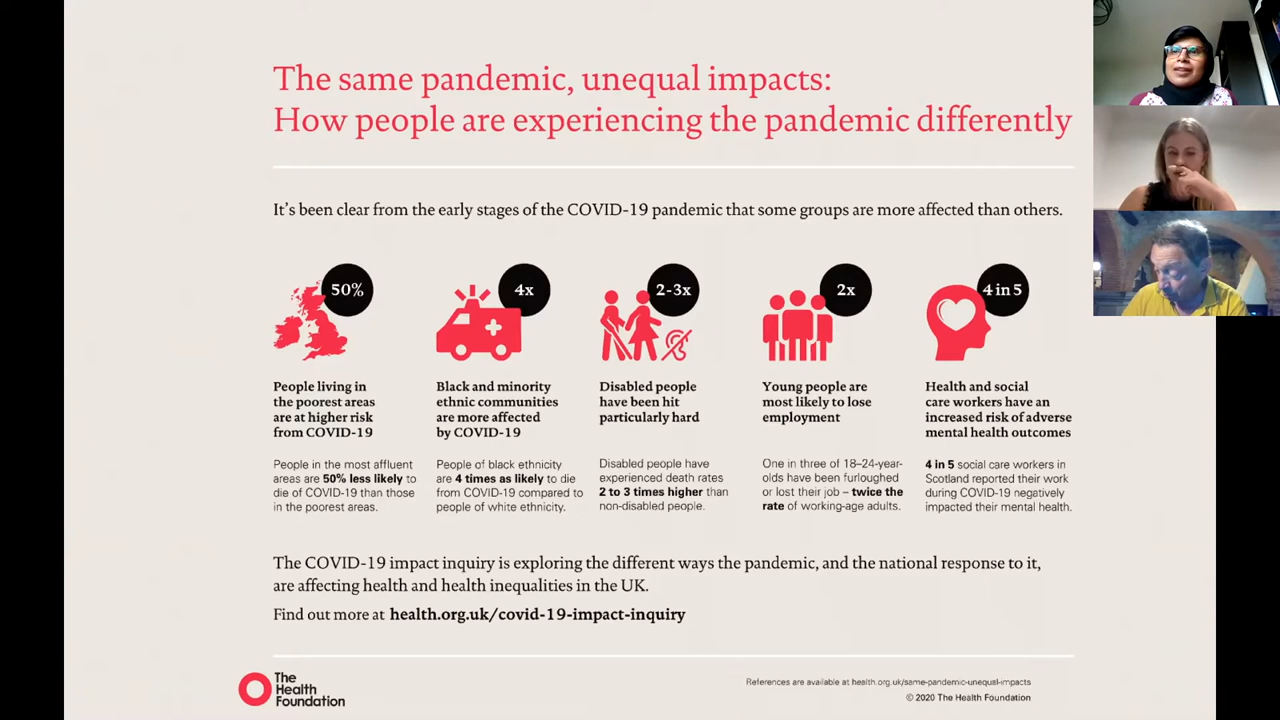 The same pandemic, unequal impacts:
How people are experiencing the pandemic differently
It's been clear from the early stages of the COVID-19 pandemic that some groups are more affected than others.
50%
People living in
the poorest areas
are at higher risk
from COVID-19
People in the most affluent
areas are 50% less likely to
die of COVID-19 than those
in the poorest areas.
4x
Black and minority
ethnic communities
are more affected
by COVID-19
People of black ethnicity
are 4 times as likely to die
from COVID-19 compared to
people of white ethnicity.
2-3x
Disabled people
have been hit
particularly hard
Disabled people have
experienced death rates
2 to 3 times higher than
non-disabled people.
2x
Young people are
most likely to lose
employment
One in three of 18–24-year-
olds have been furloughed
or lost their job – twice the
rate of working-age adults.
4 in 5
Health and social
care workers have an
increased risk of adverse
mental health outcomes
4 in 5 social care workers in
Scotland reported their work
during COVID-19 negatively
impacted their mental health.
The COVID-19 impact inquiry is exploring the different ways the pandemic, and the national response to it,
are affecting health and health inequalities in the UK.
Find out more at health.org.uk/covid-19-impact-inquiry
The
Health
Foundation
References are available at health.org.uk/same-pandemic-unequal-impacts
© 2020 The Health Foundation